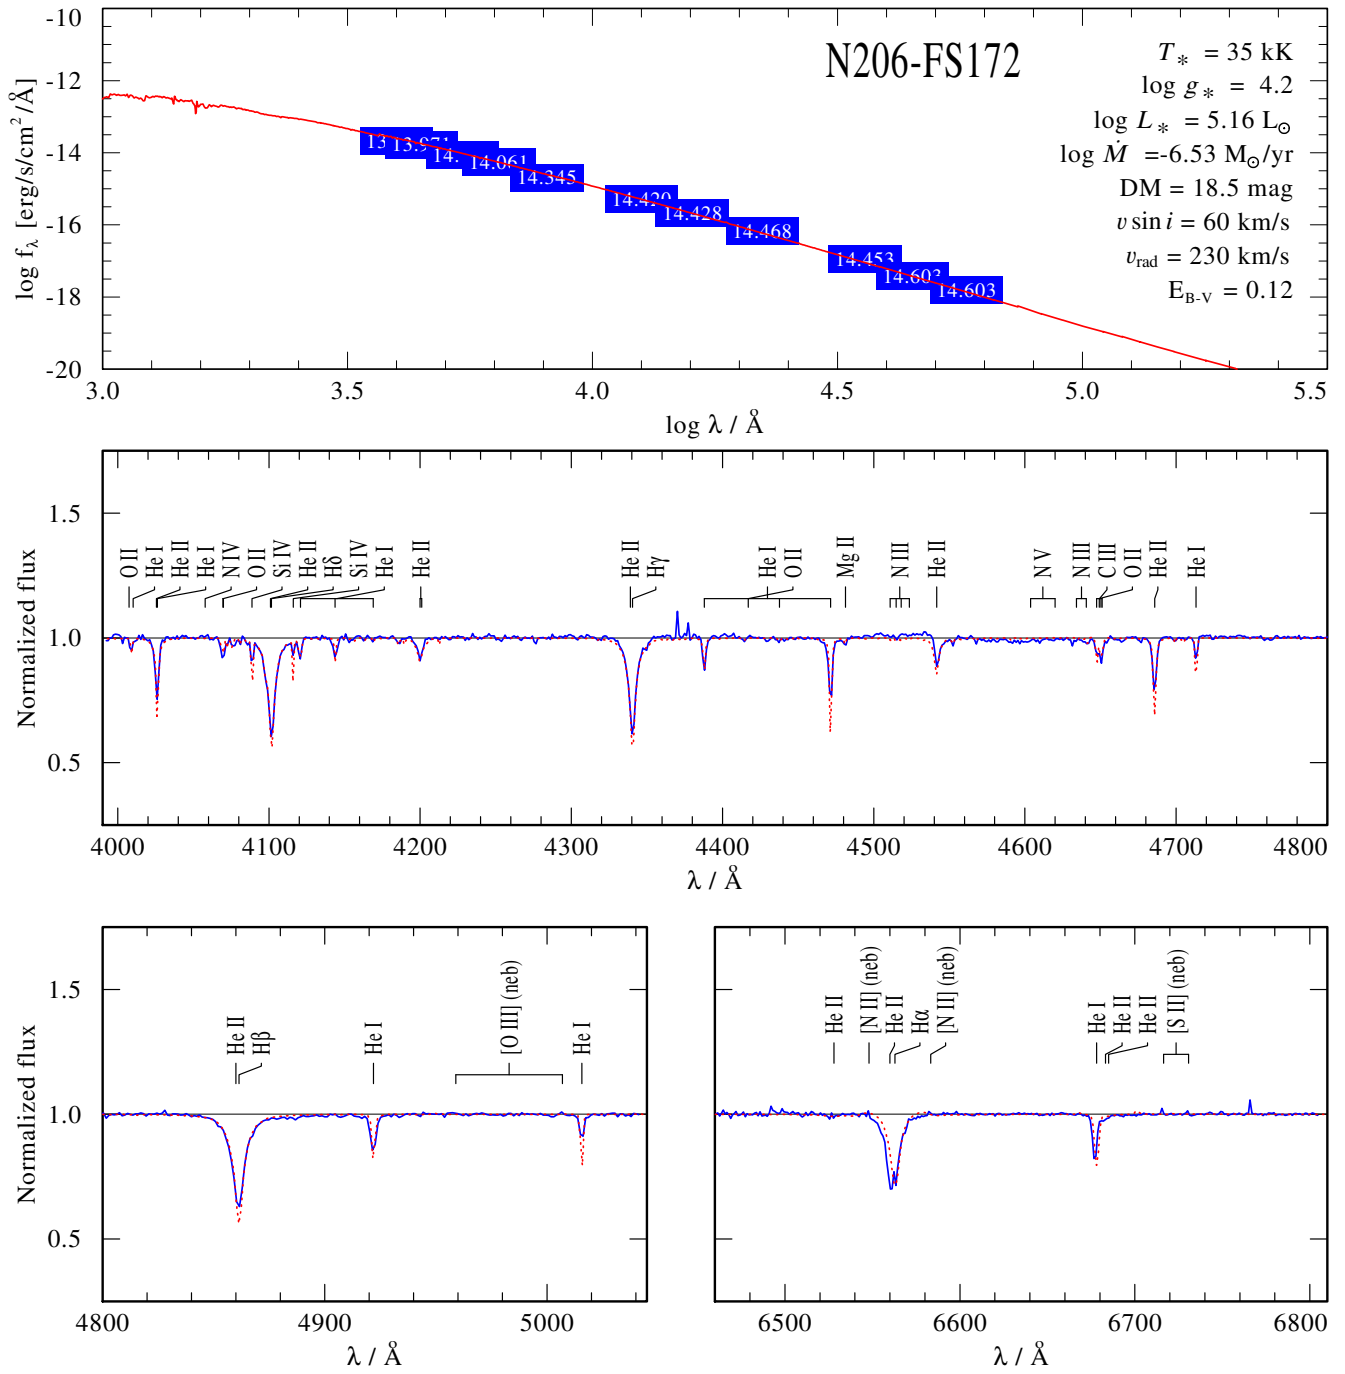 N206-FS172
T* = 35 kK
log g* = 4.2
log L* = 5.16 L⊙
log Ṁ =-6.53 M⊙/yr
DM = 18.5 mag
v sin i = 60 km/s
vrad = 230 km/s
EB-V = 0.12
log fλ [erg/s/cm²/Å]
-10
-12
-14
-16
-18
-20
14.061
14.345
14.420
14.428
14.468
14.453
14.603
14.603
3.0 3.5 4.0 4.5 5.0 5.5
log λ / Å
Normalized flux
1.5
1.0
0.5
O II He I He II He I N IV O II Si IV He II Hδ Si IV He I He II He II Hγ He I O II Mg II N III He II N V N III C III O II He II He I
4000 4100 4200 4300 4400 4500 4600 4700 4800
λ / Å
Normalized flux
1.5
1.0
0.5
He II Hβ He I [O III] (neb) He I
4800 4900 5000
λ / Å
He II [N II] (neb) He II Hα [N II] (neb) He I He II He II [S II] (neb)
6500 6600 6700 6800
λ / Å